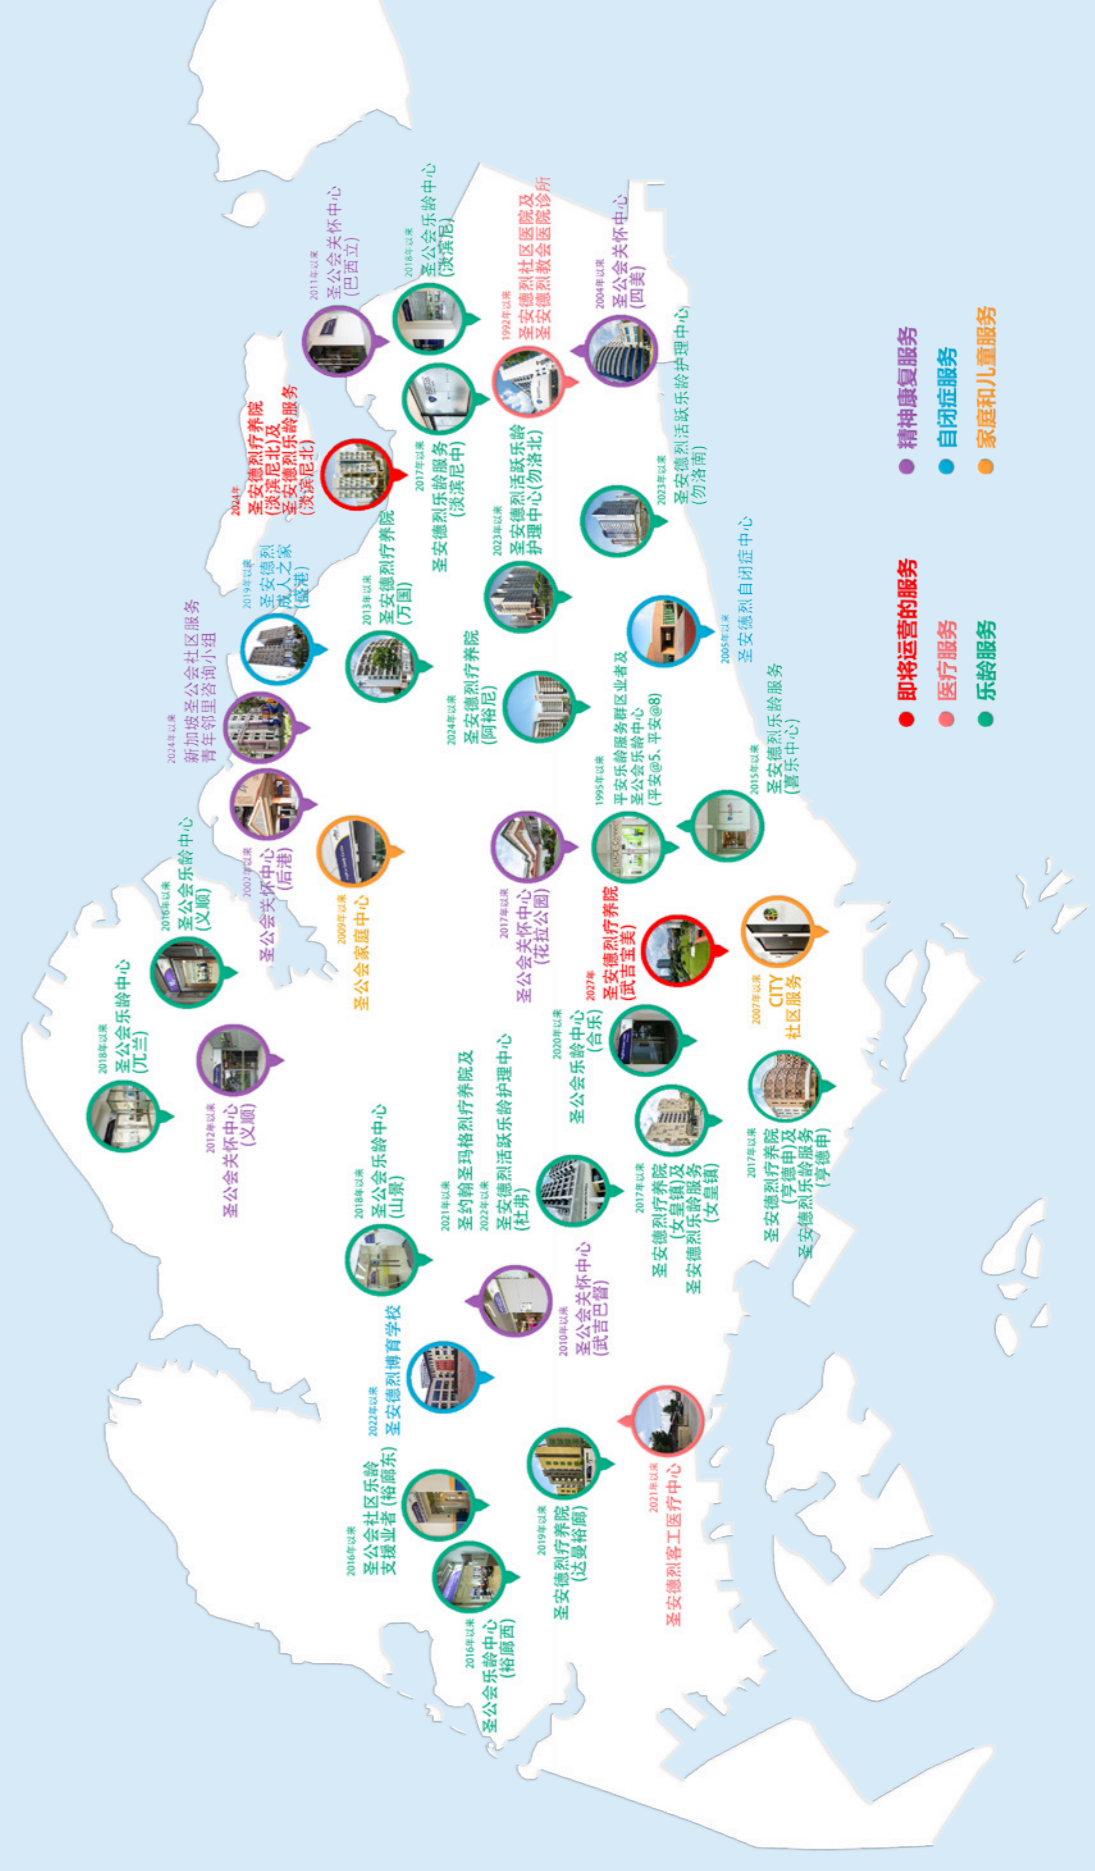 2018年以来
圣公会乐龄中心
(兀兰)
2016年以来
圣公会乐龄中心
(义顺)
2012年以来
圣公会关怀中心
(义顺)
2024年以来
新加坡圣公会社区服务
青年邻里咨询小组
2002年以来
圣公会关怀中心
(后港)
2019年以来
圣安德烈
成人之家
(盛港)
2024年
圣安德烈疗养院
(淡滨尼北)及
圣安德烈乐龄服务
(淡滨尼北)
2011年以来
圣公会关怀中心
(巴西立)
2018年以来
圣公会乐龄中心
(淡滨尼)
2009年以来
圣公会家庭中心
2013年以来
圣安德烈疗养院
(万国)
2017年以来
圣安德烈乐龄服务
(淡滨尼中)
1992年以来
圣安德烈社区医院及
圣安德烈教会医院诊所
2004年以来
圣公会关怀中心
(四美)
2016年以来
圣公会社区乐龄
支援业者 (裕廊东)
2022年以来
圣安德烈博育学校
2018年以来
圣公会乐龄中心
(山景)
2021年以来
圣约翰圣玛格烈疗养院及
2022年以来
圣安德烈活跃乐龄护理中心
(杜弗)
2024年以来
圣安德烈疗养院
(阿裕尼)
2023年以来
圣安德烈活跃乐龄
护理中心(勿洛北)
2016年以来
圣公会乐龄中心
(裕廊西)
2019年以来
圣安德烈疗养院
(达曼裕廊)
2010年以来
圣公会关怀中心
(武吉巴督)
2020年以来
圣公会乐龄中心
(合乐)
2017年以来
圣公会关怀中心
(花拉公园)
2027年
圣安德烈疗养院
(武吉宝美)
1995年以来
平安乐龄服务群区业者及
圣公会乐龄中心
(平安@5、平安@8)
2023年以来
圣安德烈活跃乐龄护理中心
(勿洛南)
2021年以来
圣安德烈客工医疗中心
2017年以来
圣安德烈疗养院
(女皇镇)及
圣安德烈乐龄服务
(女皇镇)
2005年以来
圣安德烈自闭症中心
2017年以来
圣安德烈疗养院
(亨德申)及
圣安德烈乐龄服务
(亨德申)
2007年以来
CITY
社区服务
2015年以来
圣安德烈乐龄服务
(喜乐中心)
即将运营的服务
精神康复服务
医疗服务
自闭症服务
乐龄服务
家庭和儿童服务